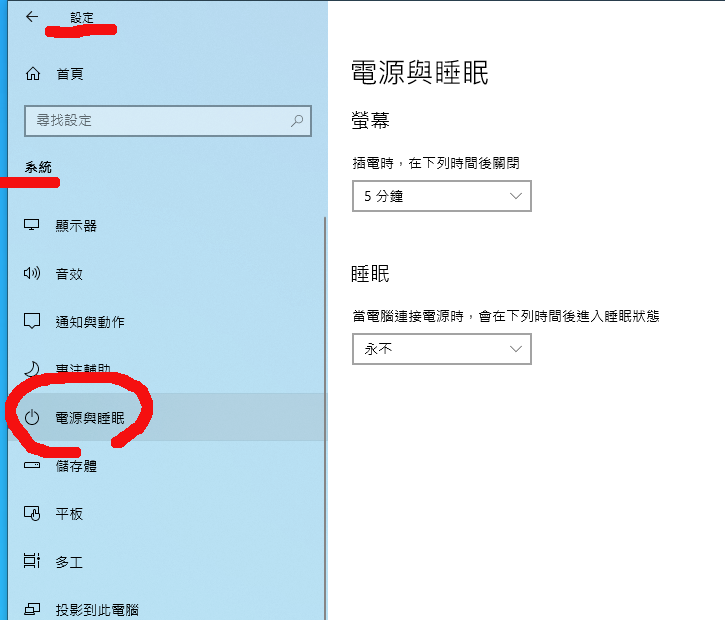 設定
首頁
尋找設定
系統
顯示器
音效
通知與動作
專注輔助
電源與睡眠
儲存體
平板
多工
投影到此電腦
電源與睡眠
螢幕
插電時，在下列時間後關閉
5 分鐘
睡眠
當電腦連接電源時，會在下列時間後進入睡眠狀態
永不